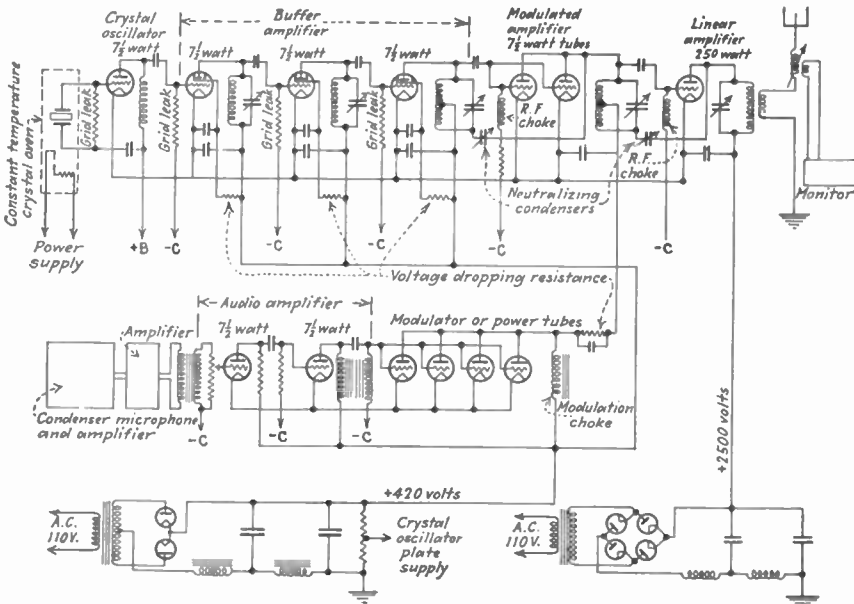 Crystal
oscillator
7½ watt
Buffer
amplifier
7½ watt
7½ watt
7½ watt
Modulated
amplifier
7½ watt tubes
Linear
amplifier
250 watt
Constant temperature
crystal oven
Grid leak
Grid leak
Grid leak
Grid leak
R.F
choke
R.F.
choke
Neutralizing
condensers
Monitor
Power
supply
+B
-C
-C
-C
-C
-C
Voltage dropping resistance
Audio amplifier
Amplifier
7½ watt
7½ watt
Modulator or power tubes
Condenser microphone
and amplifier
-C
-C
-C
Modulation
choke
+2500 volts
+420 volts
A.C.
110V.
Crystal
oscillator
plate
supply
A.C.
110V.